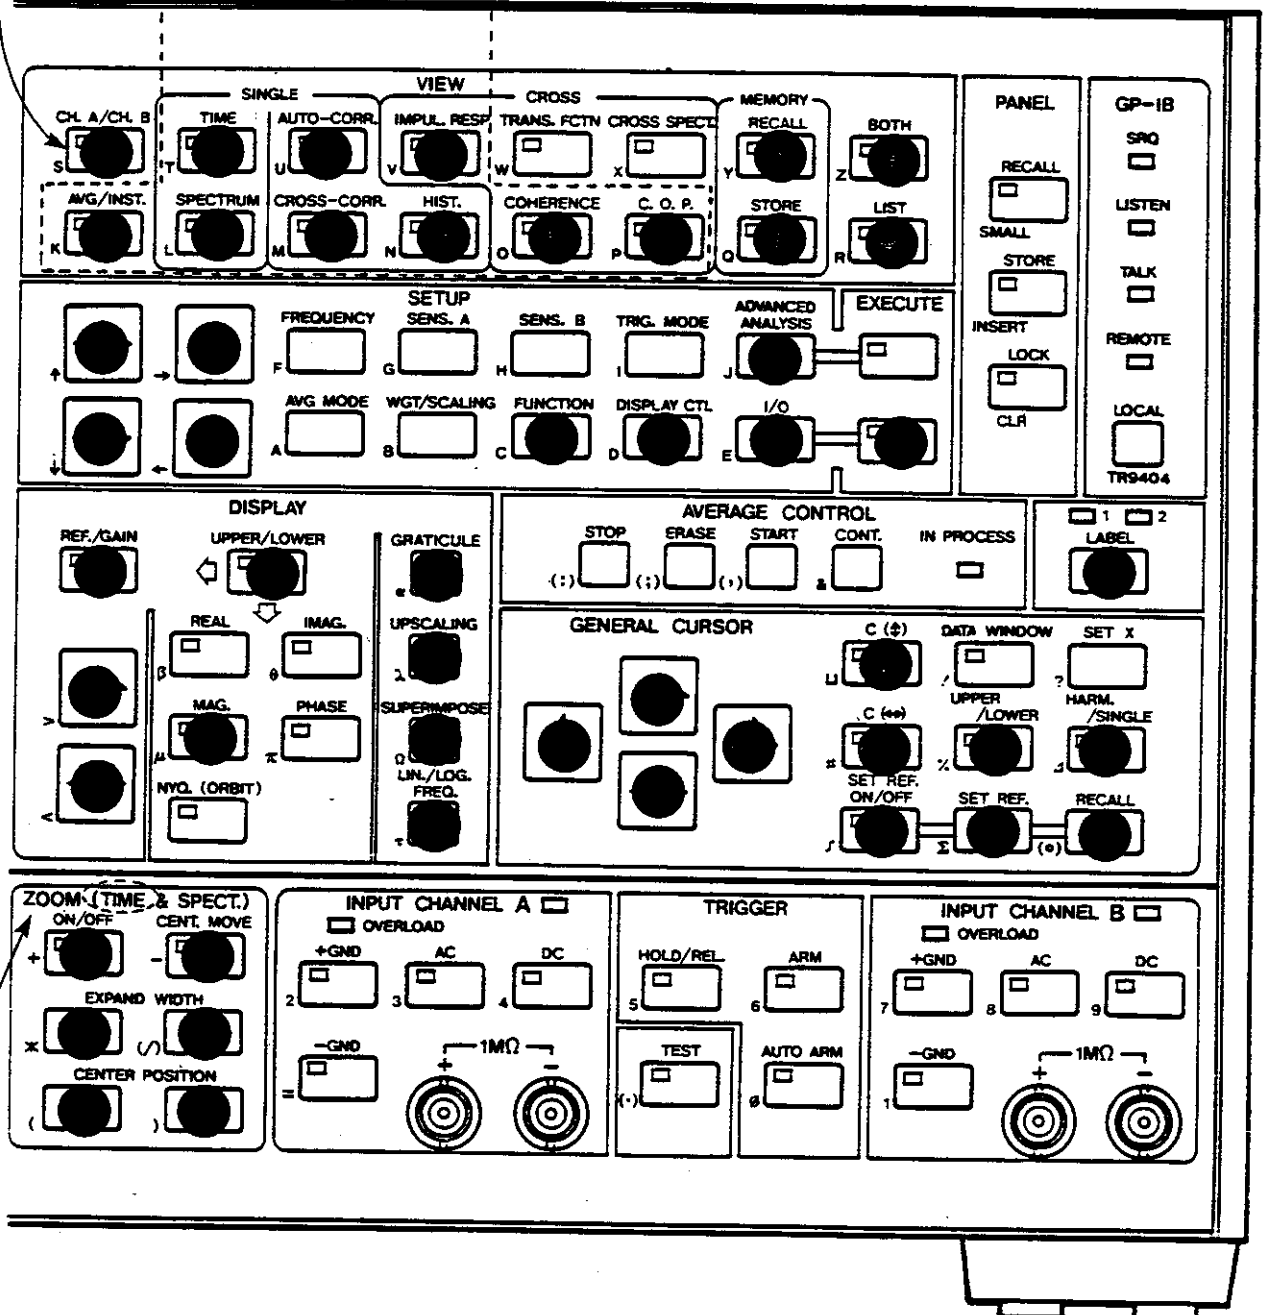 VIEW
SINGLE
CROSS
MEMORY
CH. A/CH. B
TIME
AUTO-CORR.
IMPUL. RESP
TRANS. FCTN
CROSS SPECT.
RECALL
BOTH
S
T
U
V
W
X
Y
Z
AVG/INST.
SPECTRUM
CROSS-CORR.
HIST.
COHERENCE
C. O. P.
STORE
LIST
K
L
M
N
O
P
Q
R
PANEL
RECALL
SMALL
STORE
INSERT
LOCK
CLR
GP-IB
SRQ
LISTEN
TALK
REMOTE
LOCAL
TR9404
SETUP
FREQUENCY
SENS. A
SENS. B
TRIG. MODE
ADVANCED
ANALYSIS
EXECUTE
↑
→
F
G
H
I
J
AVG MODE
WGT/SCALING
FUNCTION
DISPLAY CTL
I/O
↓
←
A
B
C
D
E
DISPLAY
REF./GAIN
UPPER/LOWER
GRATICULE
α
REAL
IMAG.
UPSCALING
β
θ
λ
MAG.
PHASE
SUPERIMPOSE
>
μ
π
Ω
NYQ. (ORBIT)
LIN./LOG.
FREQ.
<
τ
AVERAGE CONTROL
STOP
ERASE
START
CONT.
IN PROCESS
(:)
(;)
(,)
&
1
2
LABEL
GENERAL CURSOR
C (⇕)
DATA WINDOW
SET X
⊔
/
?
C (⇔)
UPPER
/LOWER
HARM.
/SINGLE
#
%
⊿
SET REF.
ON/OFF
SET REF.
RECALL
∫
Σ
(o)
ZOOM (TIME & SPECT.)
ON/OFF
CENT. MOVE
+
-
EXPAND WIDTH
CENTER POSITION
(
)
INPUT CHANNEL A
OVERLOAD
+GND
AC
DC
2
3
4
-GND
1MΩ
+
-
=
TRIGGER
HOLD/REL.
ARM
5
6
TEST
AUTO ARM
(·)
ø
INPUT CHANNEL B
OVERLOAD
+GND
AC
DC
7
8
9
-GND
1MΩ
+
-
1